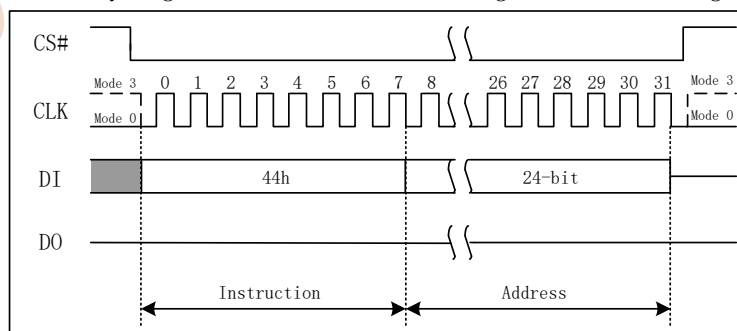 CS#
Mode 3 0 1 2 3 4 5 6 7 8 26 27 28 29 30 31 Mode 3
CLK
Mode 0 Mode 0
DI 44h 24-bit
DO
Instruction Address